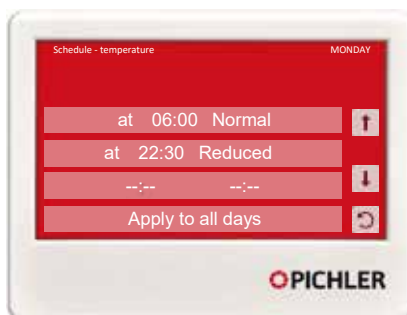 Schedule - temperature MONDAY
at 06:00 Normal
at 22:30 Reduced
--:-- --:--
Apply to all days
PICHLER